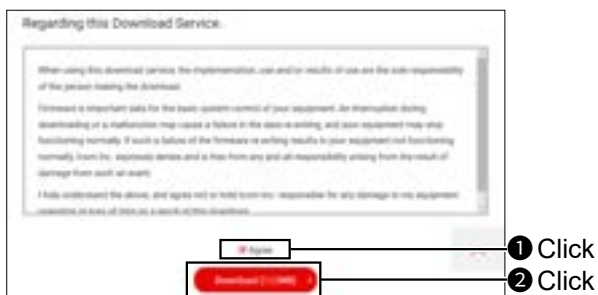 Regarding this Download Service.
When using this download service, the implementation, use and/or results of use are the sole responsibility
of the person making the download.
Firmware is important data for the basic system control of your equipment. An interruption during
downloading or a malfunction may cause a failure in the data re-writing, and your equipment may stop
functioning normally. If such a failure of the firmware re-writing results in your equipment not functioning
normally, Icom Inc. expressly denies and is free from any and all responsibility arising from the result of
damage from such an event.
I fully understand the above, and agree not to hold Icom Inc. responsible for any damage to my equipment
Agree
❶ Click
Download
❷ Click